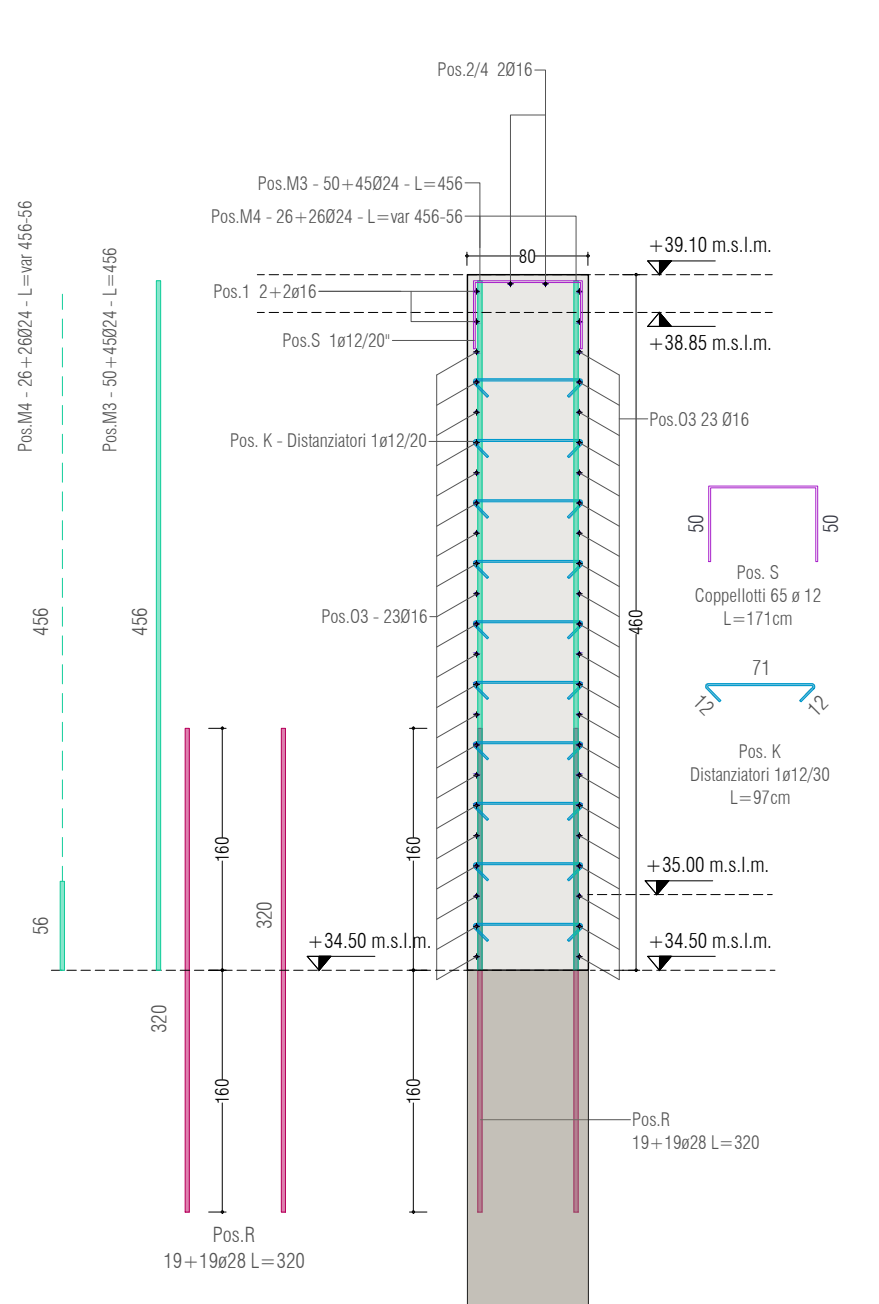 Pos.2/4 2Ø16
Pos.M3 - 50+45Ø24 - L=456
Pos.M4 - 26+26Ø24 - L=var 456-56
80
+39.10 m.s.l.m.
Pos.1 2+2ø16
Pos.S 1ø12/20"
+38.85 m.s.l.m.
Pos.M4 - 26+26Ø24 - L=var 456-56
Pos.M3 - 50+45Ø24 - L=456
Pos.O3 23 Ø16
Pos. K - Distanziatori 1ø12/20
50
50
Pos. S
Coppellotti 65 ø 12
L=171cm
456
456
Pos.O3 - 23Ø16
460
71
12
12
Pos. K
Distanziatori 1ø12/30
L=97cm
160
160
+35.00 m.s.l.m.
56
320
+34.50 m.s.l.m.
+34.50 m.s.l.m.
320
160
160
Pos.R
19+19ø28 L=320
Pos.R
19+19ø28 L=320